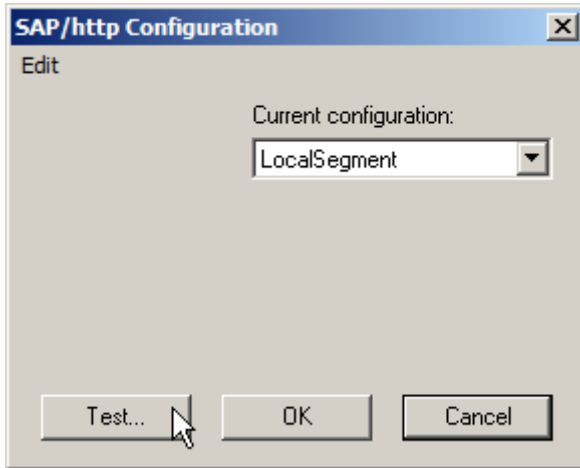 SAP/http Configuration
Edit
Current configuration:
LocalSegment
Test... OK Cancel